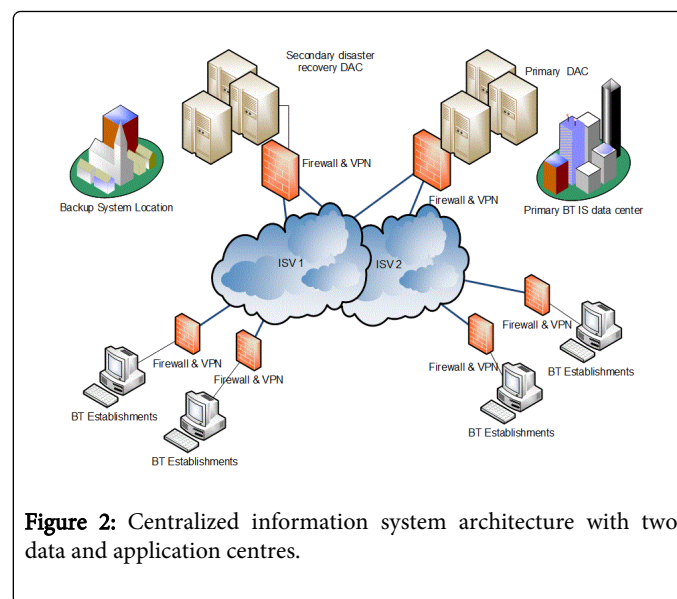 Secondary disaster
recovery DAC
Primary DAC
Firewall & VPN
Firewall & VPN
Backup System Location
Primary BT IS data center
ISV 1
ISV 2
Firewall & VPN
Firewall & VPN
Firewall & VPN
Firewall & VPN
BT Establishments
BT Establishments
BT Establishments
BT Establishments
Figure 2: Centralized information system architecture with two
data and application centres.